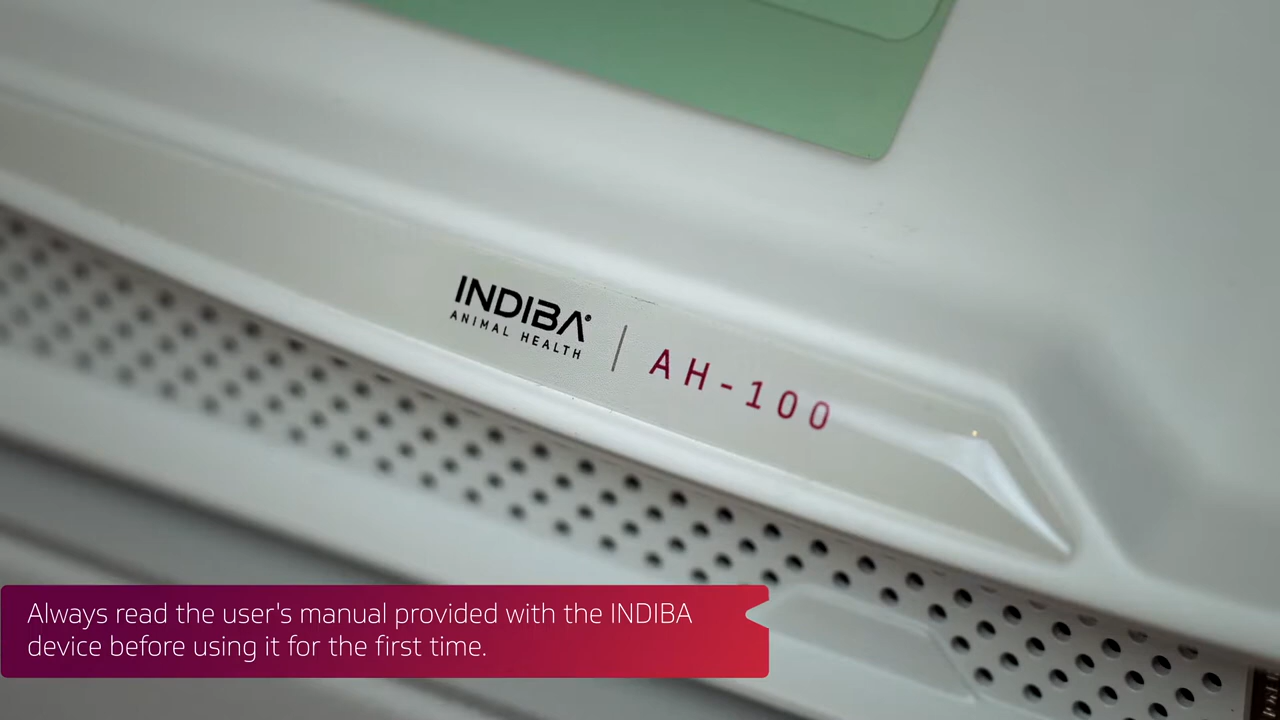 INDIBA®
ANIMAL HEALTH
AH-100
Always read the user's manual provided with the INDIBA
device before using it for the first time.